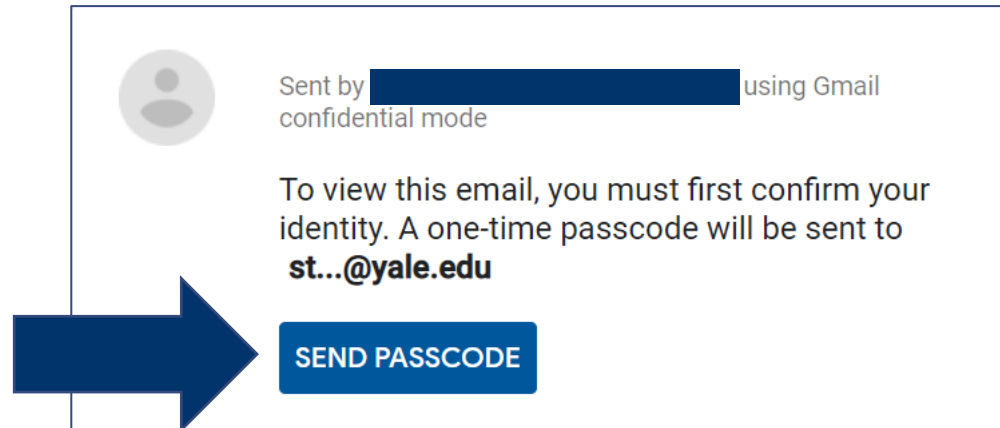 Sent by using Gmail
confidential mode
To view this email, you must first confirm your
identity. A one-time passcode will be sent to
st...@yale.edu
SEND PASSCODE